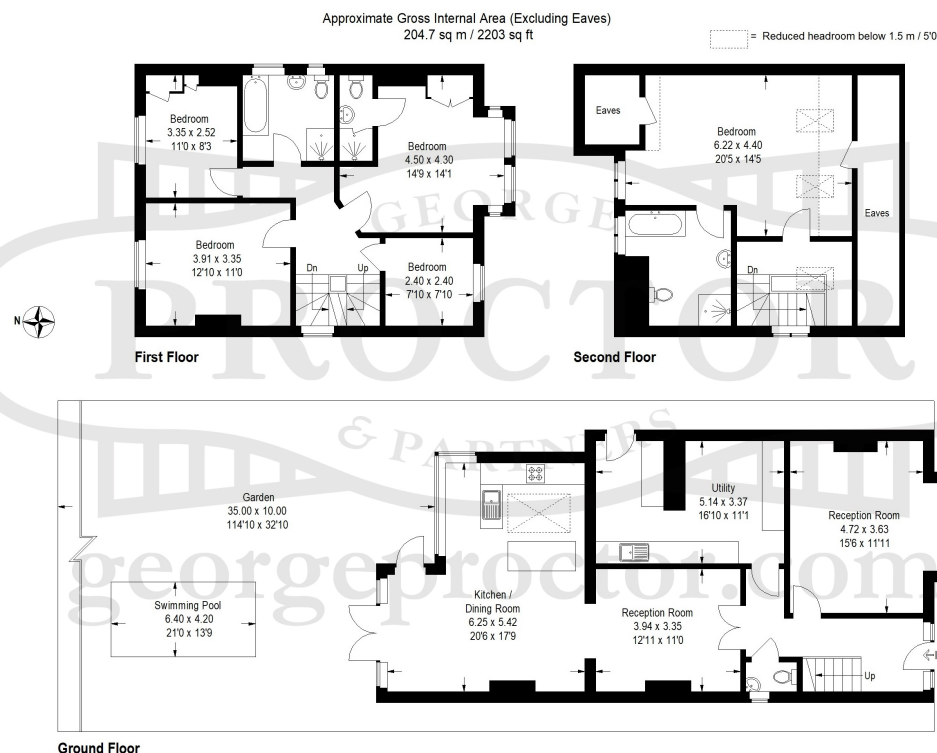 Approximate Gross Internal Area (Excluding Eaves)
204.7 sq m / 2203 sq ft
= Reduced headroom below 1.5 m / 5'0
Bedroom
3.35 x 2.52
11'0 x 8'3
Bedroom
4.50 x 4.30
14'9 x 14'1
Bedroom
3.91 x 3.35
12'10 x 11'0
Dn
Up
Bedroom
2.40 x 2.40
7'10 x 7'10
N
First Floor
Eaves
Bedroom
6.22 x 4.40
20'5 x 14'5
Eaves
Dn
Second Floor
GEORGE
PROCTOR
& PARTNERS
georgeproctor.com
Garden
35.00 x 10.00
114'10 x 32'10
Swimming Pool
6.40 x 4.20
21'0 x 13'9
Kitchen /
Dining Room
6.25 x 5.42
20'6 x 17'9
Utility
5.14 x 3.37
16'10 x 11'1
Reception Room
4.72 x 3.63
15'6 x 11'11
Reception Room
3.94 x 3.35
12'11 x 11'0
Up
Ground Floor